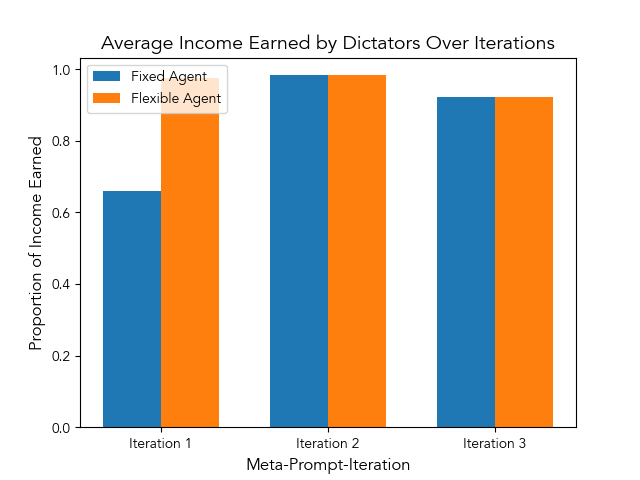 Average Income Earned by Dictators Over Iterations
Fixed Agent
Flexible Agent
1.0
0.8
0.6
0.4
0.2
0.0
Proportion of Income Earned
Iteration 1
Iteration 2
Iteration 3
Meta-Prompt-Iteration